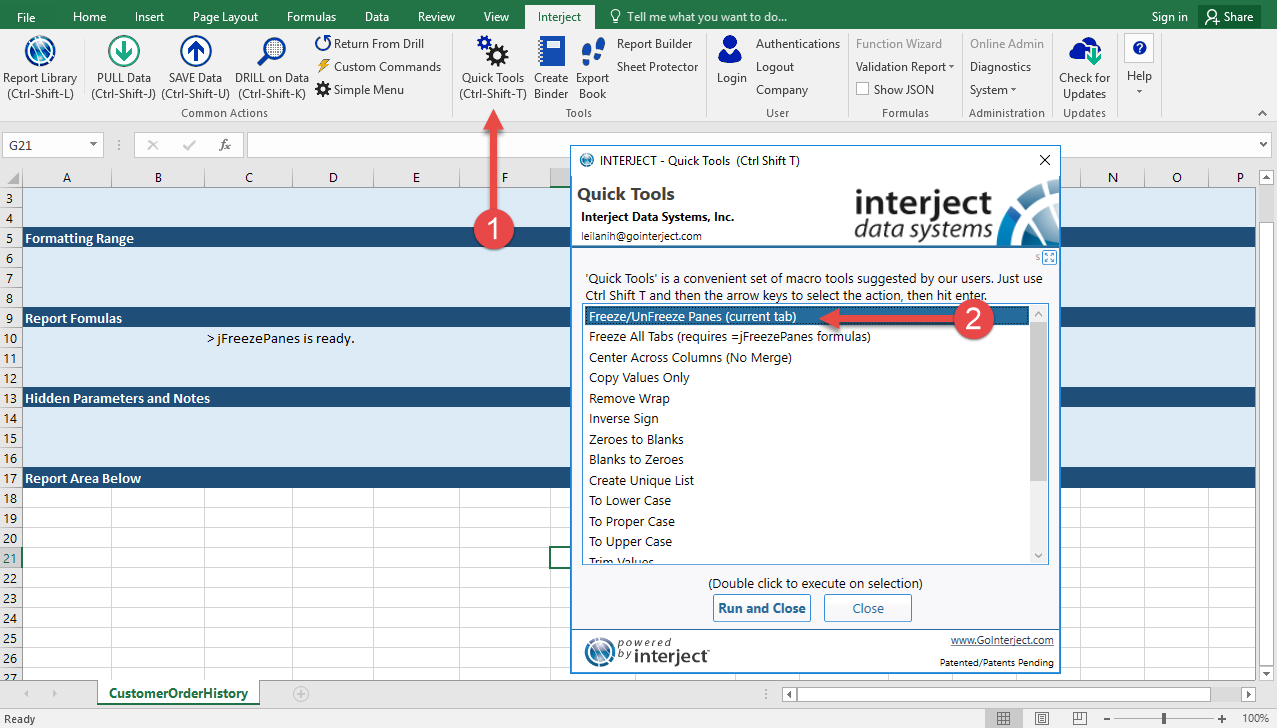 File Home Insert Page Layout Formulas Data Review View Interject Tell me what you want to do... Sign in Share
Report Library
(Ctrl-Shift-L)
PULL Data
(Ctrl-Shift-J)
SAVE Data
(Ctrl-Shift-U)
DRILL on Data
(Ctrl-Shift-K)
Return From Drill
Custom Commands
Simple Menu
Common Actions
Quick Tools
(Ctrl-Shift-T)
Create
Binder
Export
Book
Report Builder
Sheet Protector
Tools
Login
Authentications
Logout
Company
User
Function Wizard
Validation Report
Show JSON
Formulas
Online Admin
Diagnostics
System
Administration
Check for
Updates
Updates
?
Help
G21
fx
A B C D E F N O P
3
4
5 Formatting Range
6
7
8
9 Report Fomulas
10 > jFreezePanes is ready.
11
12
13 Hidden Parameters and Notes
14
15
16
17 Report Area Below
18
19
20
21
22
23
24
25
26
27
1
INTERJECT - Quick Tools (Ctrl Shift T)
Quick Tools
Interject Data Systems, Inc.
leilanih@gointerject.com
interject
data systems
s
'Quick Tools' is a convenient set of macro tools suggested by our users. Just use
Ctrl Shift T and then the arrow keys to select the action, then hit enter.
Freeze/UnFreeze Panes (current tab)
2
Freeze All Tabs (requires =jFreezePanes formulas)
Center Across Columns (No Merge)
Copy Values Only
Remove Wrap
Inverse Sign
Zeroes to Blanks
Blanks to Zeroes
Create Unique List
To Lower Case
To Proper Case
To Upper Case
Trim Values
(Double click to execute on selection)
Run and Close Close
powered
by interject
www.GoInterject.com
Patented/Patents Pending
CustomerOrderHistory
Ready
100%